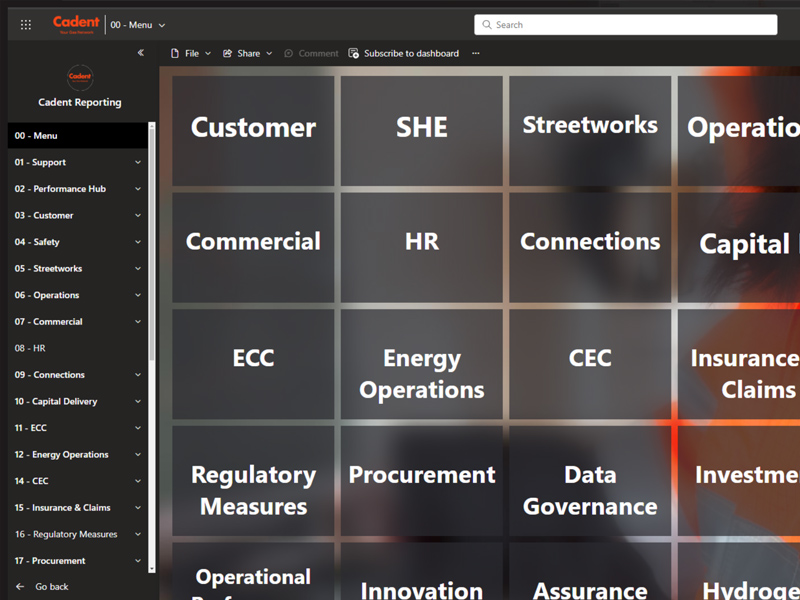 Cadent
00 - Menu
Search
File
Share
Comment
Subscribe to dashboard
Cadent
Cadent Reporting
00 - Menu
01 - Support
02 - Performance Hub
03 - Customer
04 - Safety
05 - Streetworks
06 - Operations
07 - Commercial
08 - HR
09 - Connections
10 - Capital Delivery
11 - ECC
12 - Energy Operations
14 - CEC
15 - Insurance & Claims
16 - Regulatory Measures
17 - Procurement
Go back
Customer
SHE
Streetworks
Operatio
Commercial
HR
Connections
Capital
ECC
Energy
Operations
CEC
Insurance
Claims
Regulatory
Measures
Procurement
Data
Governance
Investme
Operational
Innovation
Assurance
Hydroge